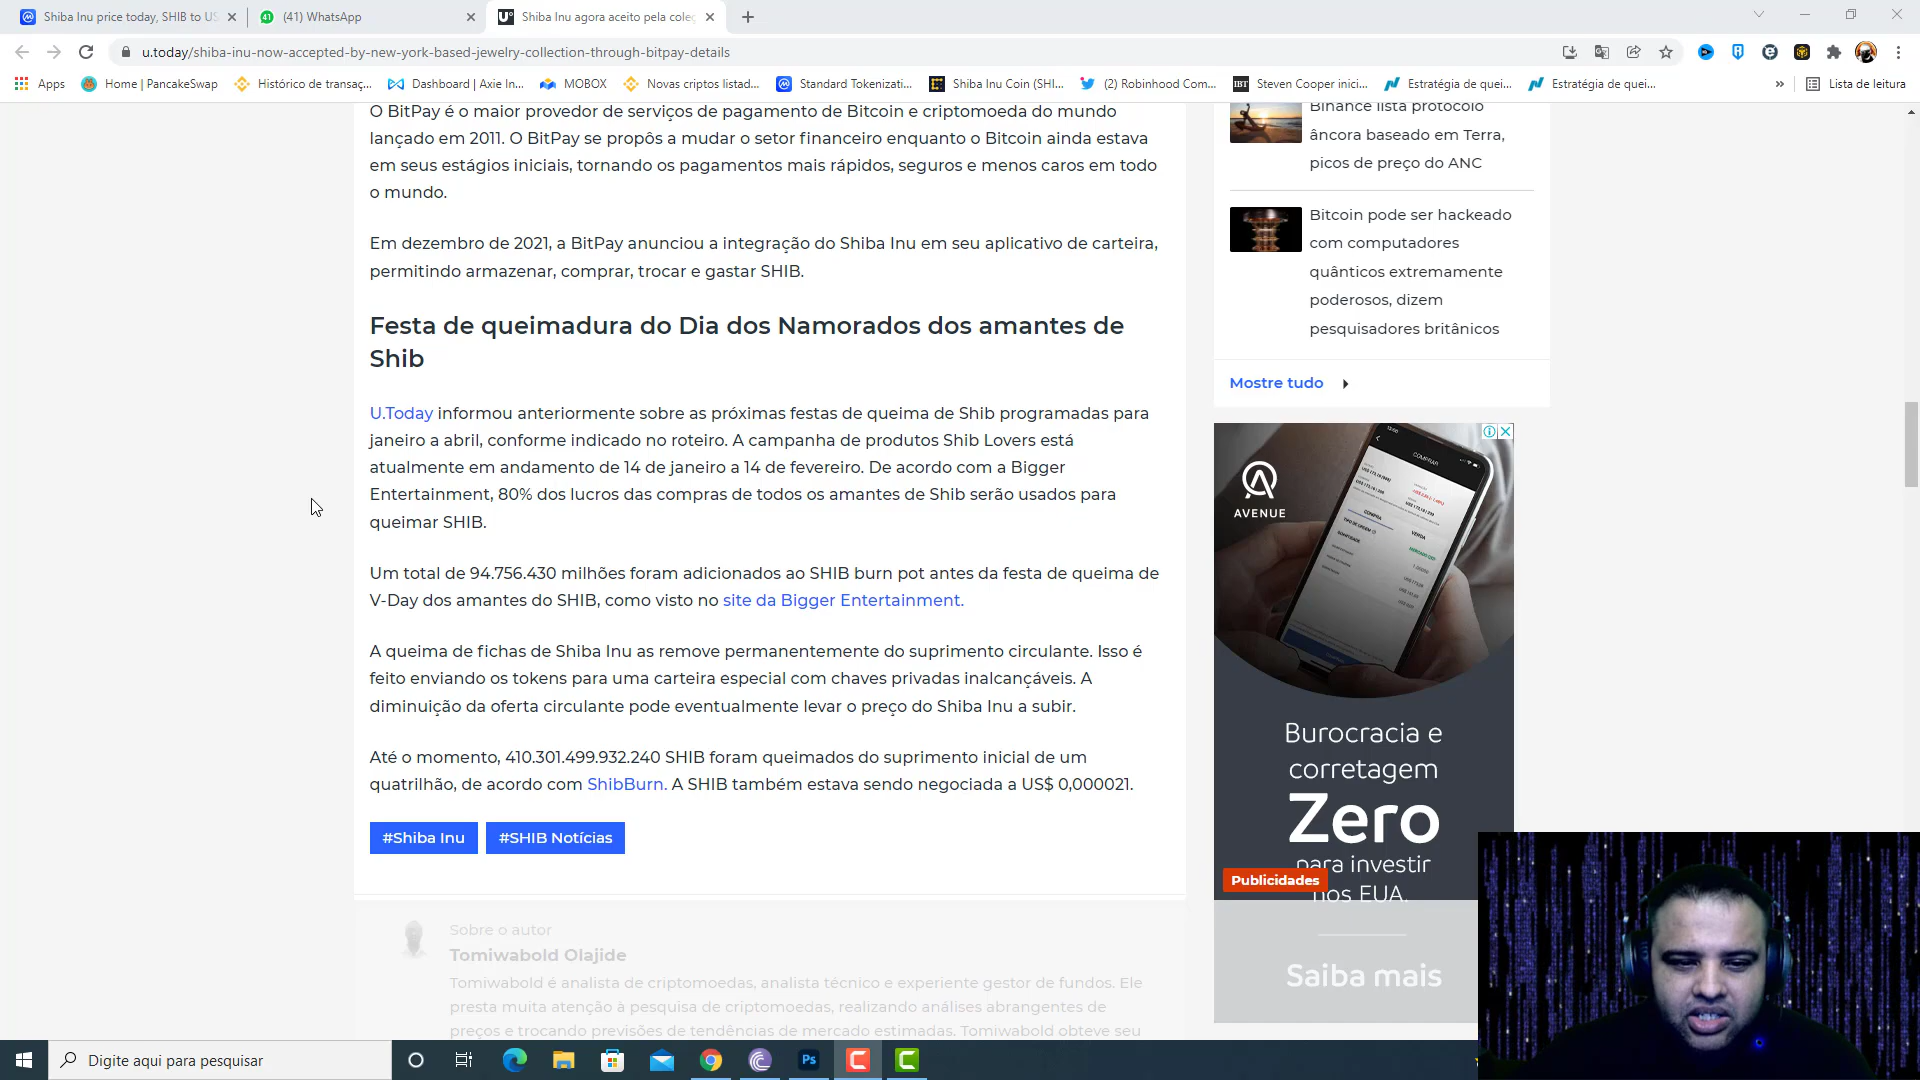 Shiba Inu price today, SHIB to US
(41) WhatsApp
Shiba Inu agora aceito pela coleç
u.today/shiba-inu-now-accepted-by-new-york-based-jewelry-collection-through-bitpay-details
Apps
Home | PancakeSwap
Histórico de transaç...
Dashboard | Axie In...
MOBOX
Novas criptos listad...
Standard Tokenizati...
Shiba Inu Coin (SHI...
(2) Robinhood Com...
Steven Cooper inici...
Estratégia de quei...
Estratégia de quei...
»
Lista de leitura
O BitPay é o maior provedor de serviços de pagamento de Bitcoin e criptomoeda do mundo
lançado em 2011. O BitPay se propôs a mudar o setor financeiro enquanto o Bitcoin ainda estava
em seus estágios iniciais, tornando os pagamentos mais rápidos, seguros e menos caros em todo
o mundo.
Em dezembro de 2021, a BitPay anunciou a integração do Shiba Inu em seu aplicativo de carteira,
permitindo armazenar, comprar, trocar e gastar SHIB.
Festa de queimadura do Dia dos Namorados dos amantes de
Shib
U.Today informou anteriormente sobre as próximas festas de queima de Shib programadas para
janeiro a abril, conforme indicado no roteiro. A campanha de produtos Shib Lovers está
atualmente em andamento de 14 de janeiro a 14 de fevereiro. De acordo com a Bigger
Entertainment, 80% dos lucros das compras de todos os amantes de Shib serão usados para
queimar SHIB.
Um total de 94.756.430 milhões foram adicionados ao SHIB burn pot antes da festa de queima de
V-Day dos amantes do SHIB, como visto no site da Bigger Entertainment.
A queima de fichas de Shiba Inu as remove permanentemente do suprimento circulante. Isso é
feito enviando os tokens para uma carteira especial com chaves privadas inalcançáveis. A
diminuição da oferta circulante pode eventualmente levar o preço do Shiba Inu a subir.
Até o momento, 410.301.499.932.240 SHIB foram queimados do suprimento inicial de um
quatrilhão, de acordo com ShibBurn. A SHIB também estava sendo negociada a US$ 0,000021.
#Shiba Inu
#SHIB Notícias
Sobre o autor
Tomiwabold Olajide
Tomiwabold é analista de criptomoedas, analista técnico e experiente gestor de fundos. Ele
presta muita atenção à pesquisa de criptomoedas, realizando análises abrangentes de
preços e trocando previsões de tendências de mercado estimadas. Tomiwabold obteve seu
Binance lista protocolo
âncora baseado em Terra,
picos de preço do ANC
Bitcoin pode ser hackeado
com computadores
quânticos extremamente
poderosos, dizem
pesquisadores britânicos
Mostre tudo
AVENUE
COMPRAR
COMPRA
VENDA
Burocracia e
corretagem
Zero
para investir
nos EUA.
Publicidades
Saiba mais
Digite aqui para pesquisar
Ps